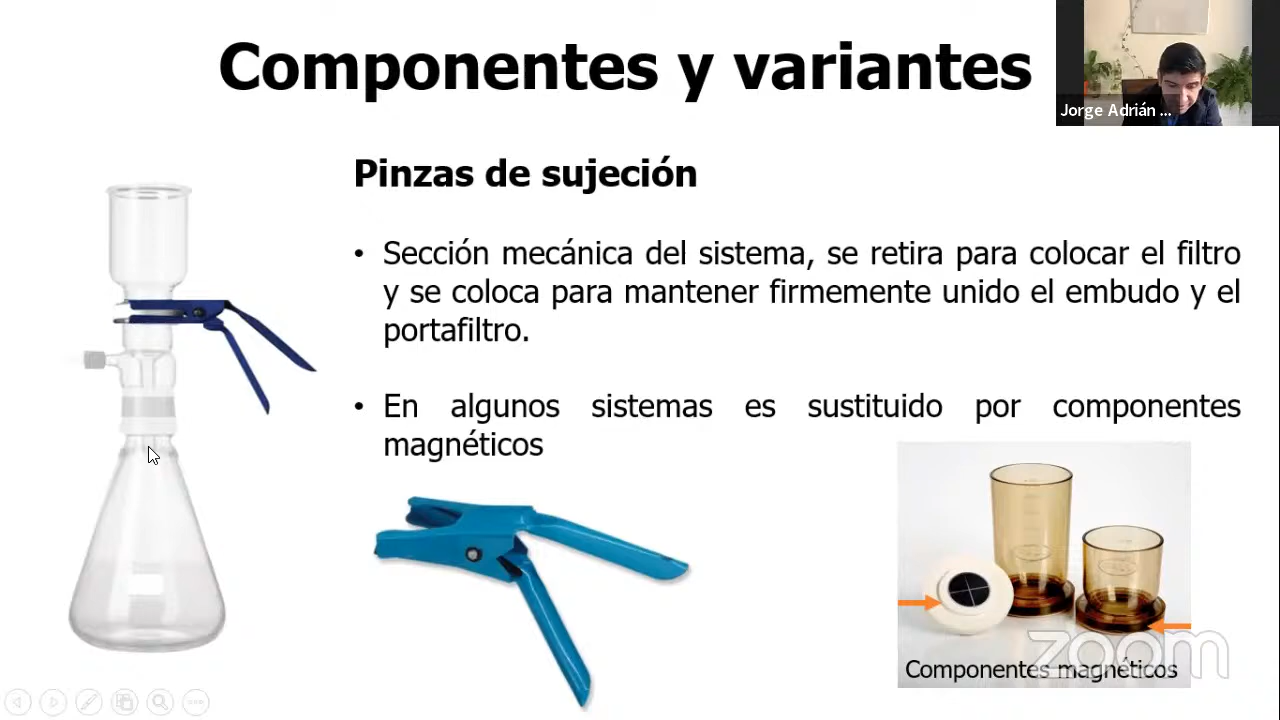 Componentes y variantes
Jorge Adrián ...
Pinzas de sujeción
• Sección mecánica del sistema, se retira para colocar el filtro
y se coloca para mantener firmemente unido el embudo y el
portafiltro.
• En algunos sistemas es sustituido por componentes
magnéticos
zoom
Componentes magnéticos